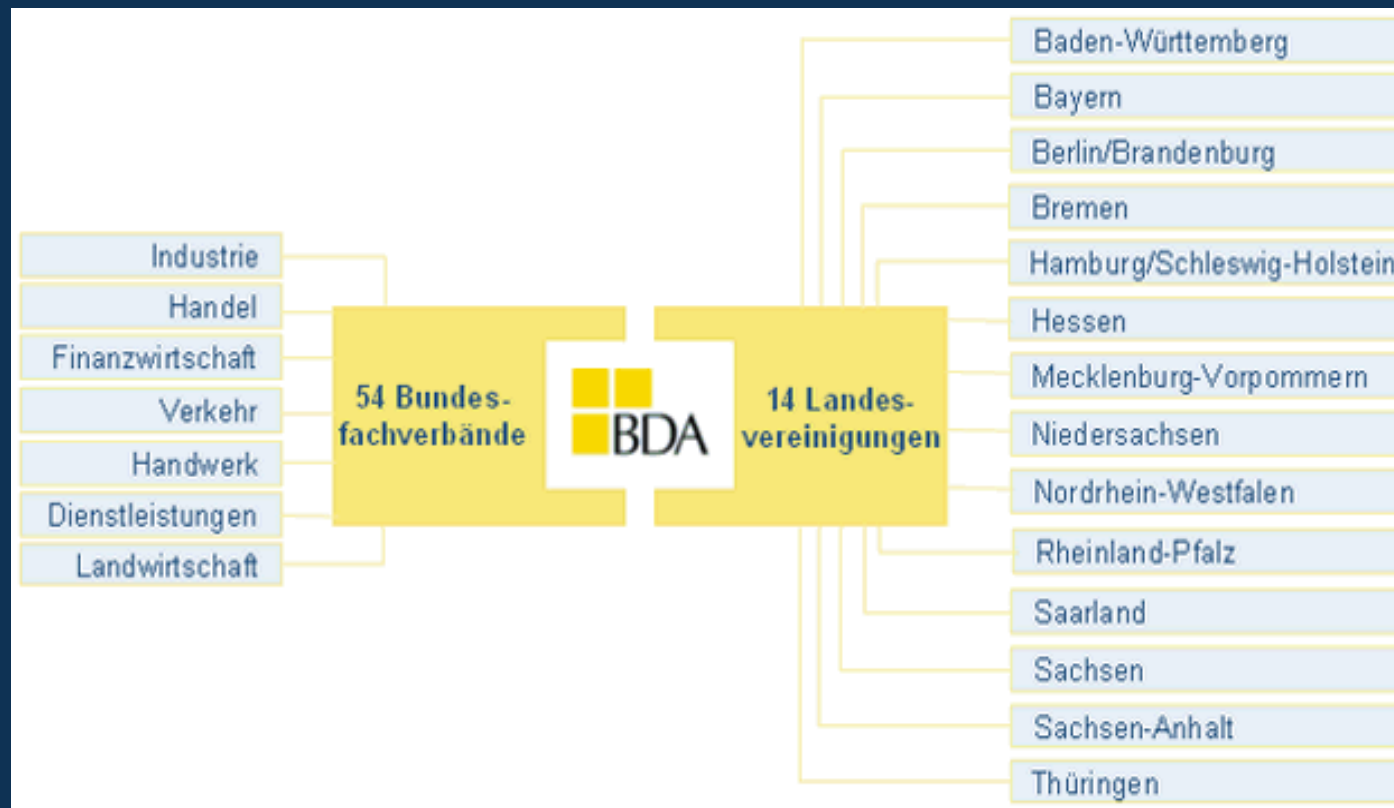 Industrie
Handel
Finanzwirtschaft
Verkehr
Handwerk
Dienstleistungen
Landwirtschaft
54 Bundes-
fachverbände
BDA
14 Landes-
vereinigungen
Baden-Württemberg
Bayern
Berlin/Brandenburg
Bremen
Hamburg/Schleswig-Holstein
Hessen
Mecklenburg-Vorpommern
Niedersachsen
Nordrhein-Westfalen
Rheinland-Pfalz
Saarland
Sachsen
Sachsen-Anhalt
Thüringen